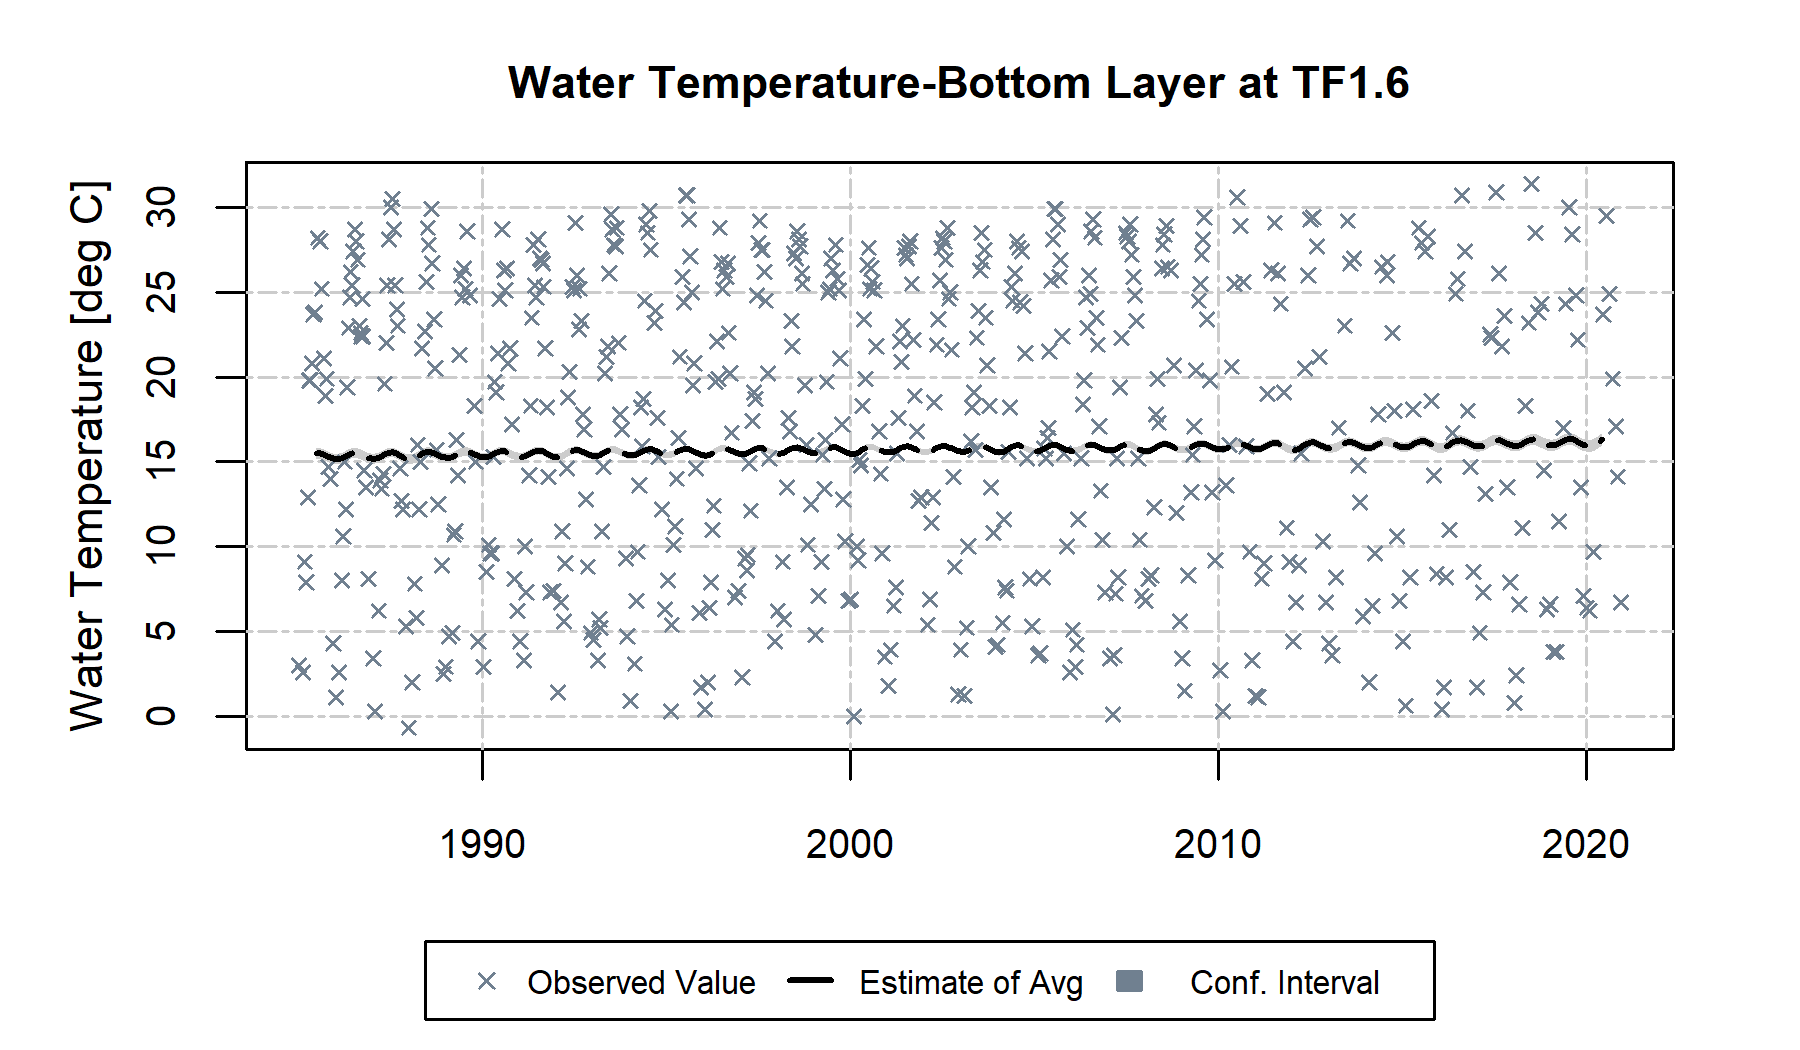 Water Temperature-Bottom Layer at TF1.6
Water Temperature [deg C]
30
25
20
15
10
5
0
1990 2000 2010 2020
Observed Value Estimate of Avg Conf. Interval